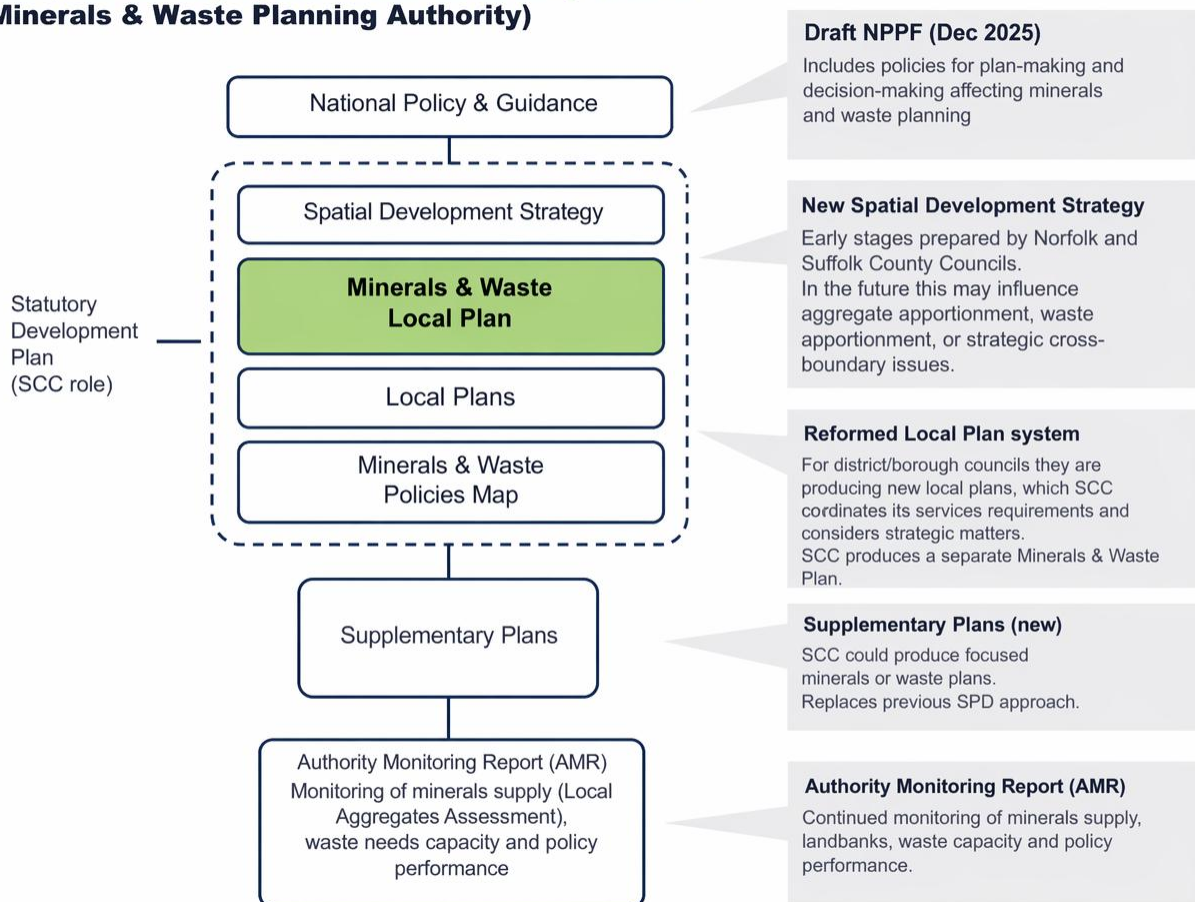 Minerals & Waste Planning Authority)
National Policy & Guidance
Spatial Development Strategy
Minerals & Waste
Local Plan
Local Plans
Minerals & Waste
Policies Map
Statutory
Development
Plan
(SCC role)
Supplementary Plans
Authority Monitoring Report (AMR)
Monitoring of minerals supply (Local
Aggregates Assessment),
waste needs capacity and policy
performance
Draft NPPF (Dec 2025)
Includes policies for plan-making and
decision-making affecting minerals
and waste planning
New Spatial Development Strategy
Early stages prepared by Norfolk and
Suffolk County Councils.
In the future this may influence
aggregate apportionment, waste
apportionment, or strategic cross-
boundary issues.
Reformed Local Plan system
For district/borough councils they are
producing new local plans, which SCC
cordinates its services requirements and
considers strategic matters.
SCC produces a separate Minerals & Waste
Plan.
Supplementary Plans (new)
SCC could produce focused
minerals or waste plans.
Replaces previous SPD approach.
Authority Monitoring Report (AMR)
Continued monitoring of minerals supply,
landbanks, waste capacity and policy
performance.